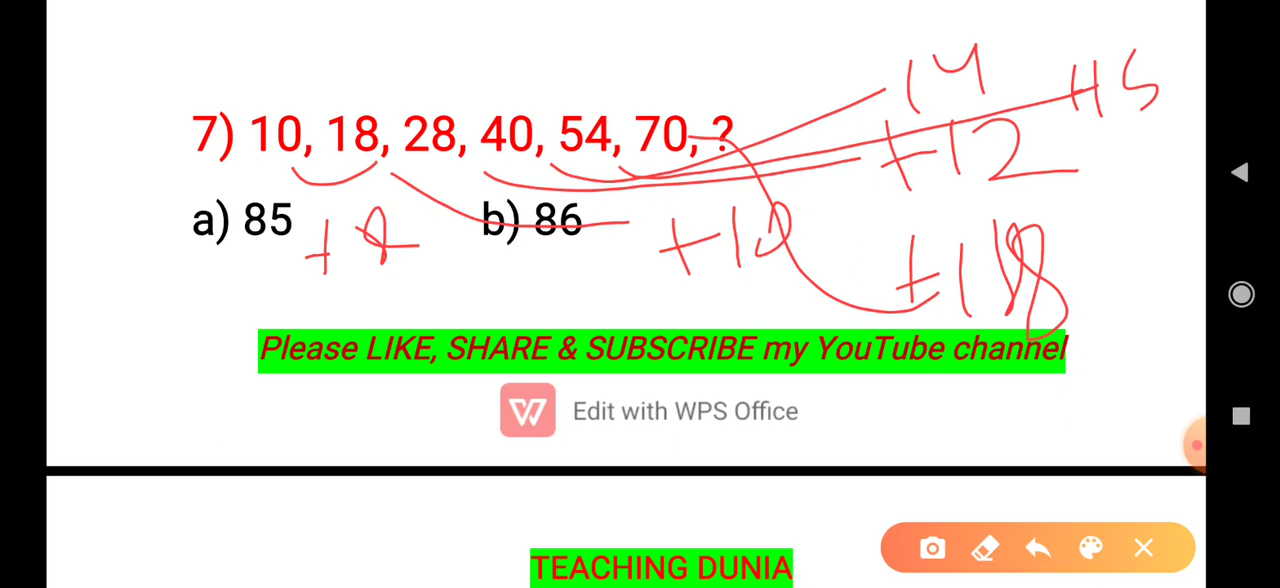 14
+15
7) 10, 18, 28, 40, 54, 70, ?
+12
a) 85 b) 86
+8
+10
+18
Please LIKE, SHARE & SUBSCRIBE my YouTube channel
Edit with WPS Office
TEACHING DUNIA